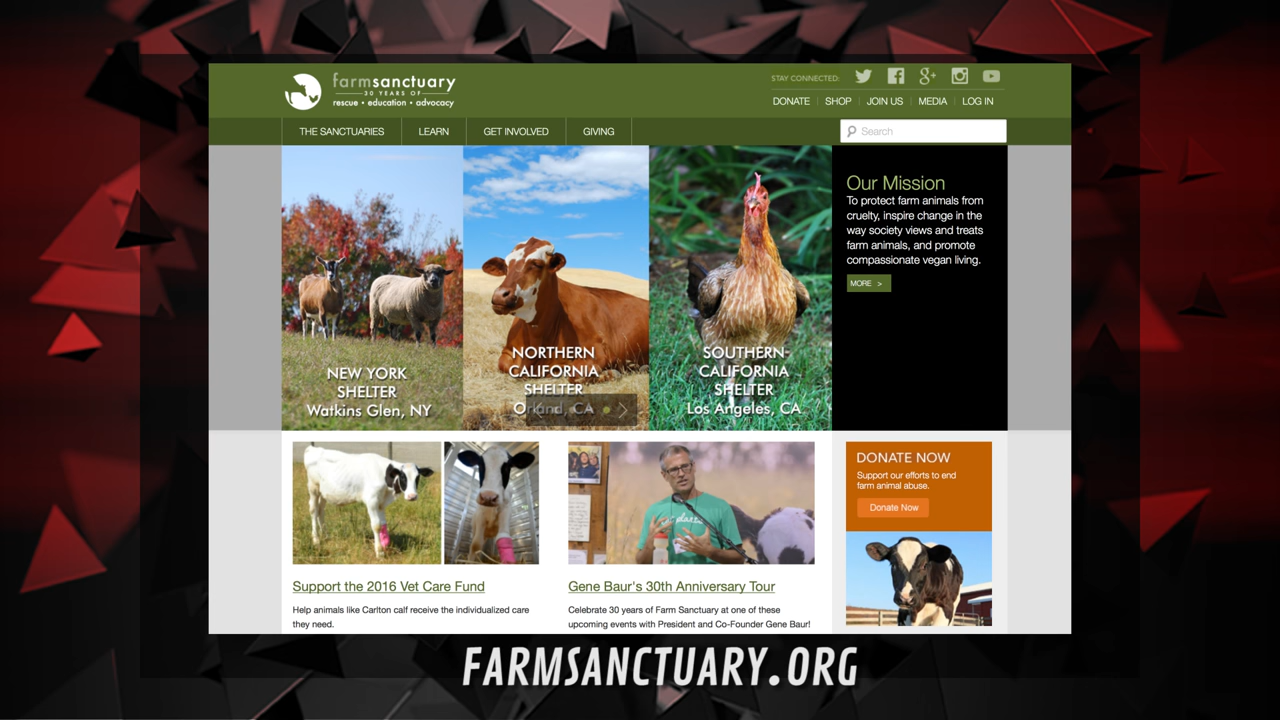 farmsanctuary
30 YEARS OF
rescue • education • advocacy
STAY CONNECTED:
DONATE | SHOP | JOIN US | MEDIA | LOG IN
THE SANCTUARIES
LEARN
GET INVOLVED
GIVING
Search
NEW YORK
SHELTER
Watkins Glen, NY
NORTHERN
CALIFORNIA
SHELTER
Orland, CA
SOUTHERN
CALIFORNIA
SHELTER
Los Angeles, CA
Our Mission
To protect farm animals from
cruelty, inspire change in the
way society views and treats
farm animals, and promote
compassionate vegan living.
MORE >
Support the 2016 Vet Care Fund
Help animals like Carlton calf receive the individualized care
they need.
Gene Baur's 30th Anniversary Tour
Celebrate 30 years of Farm Sanctuary at one of these
upcoming events with President and Co-Founder Gene Baur!
DONATE NOW
Support our efforts to end
farm animal abuse.
Donate Now
FARMSANCTUARY.ORG